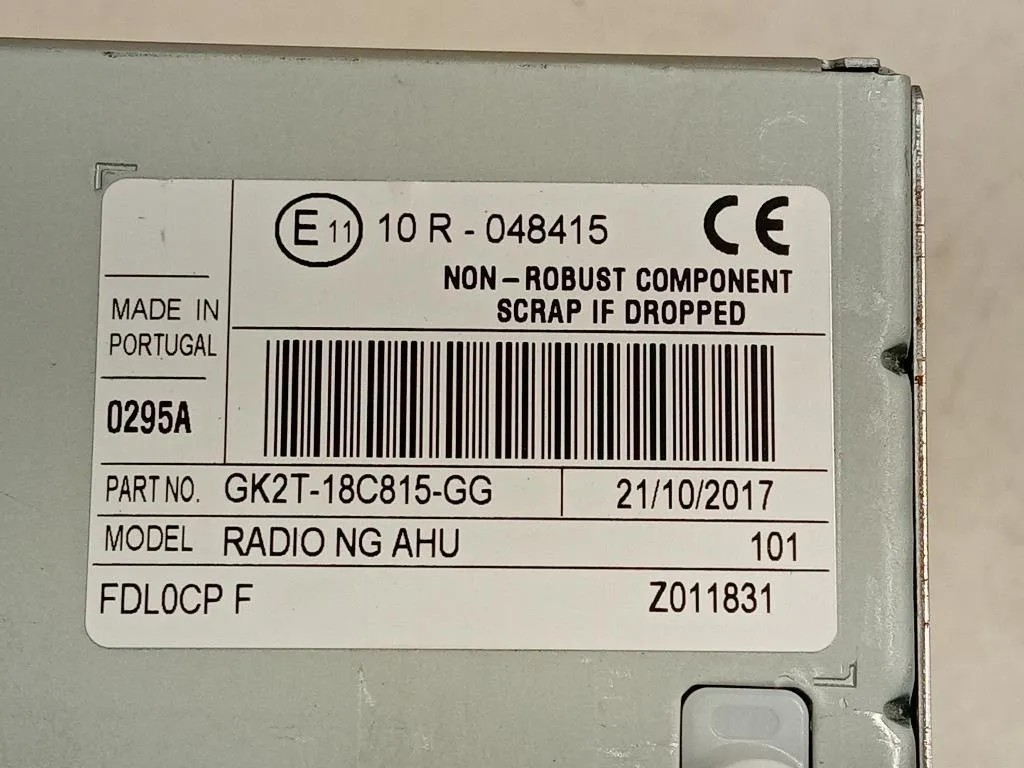 E 11 10 R - 048415 CE
NON-ROBUST COMPONENT
SCRAP IF DROPPED
MADE IN
PORTUGAL
0295A
PART NO. GK2T-18C815-GG 21/10/2017
MODEL RADIO NG AHU 101
FDL0CP F Z011831